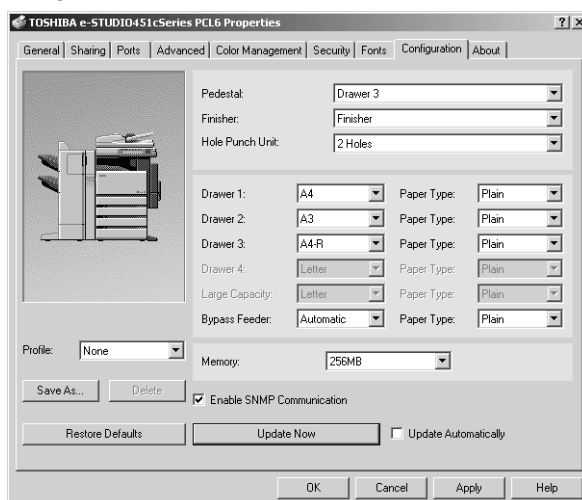 TOSHIBA e-STUDIO451cSeries PCL6 Properties
General Sharing Ports Advanced Color Management Security Fonts Configuration About
Pedestal: Drawer 3
Finisher: Finisher
Hole Punch Unit: 2 Holes
Drawer 1: A4 Paper Type: Plain
Drawer 2: A3 Paper Type: Plain
Drawer 3: A4-R Paper Type: Plain
Drawer 4: Letter Paper Type: Plain
Large Capacity: Letter Paper Type: Plain
Bypass Feeder: Automatic Paper Type: Plain
Profile: None
Memory: 256MB
Save As... Delete
Enable SNMP Communication
Restore Defaults Update Now Update Automatically
OK Cancel Apply Help